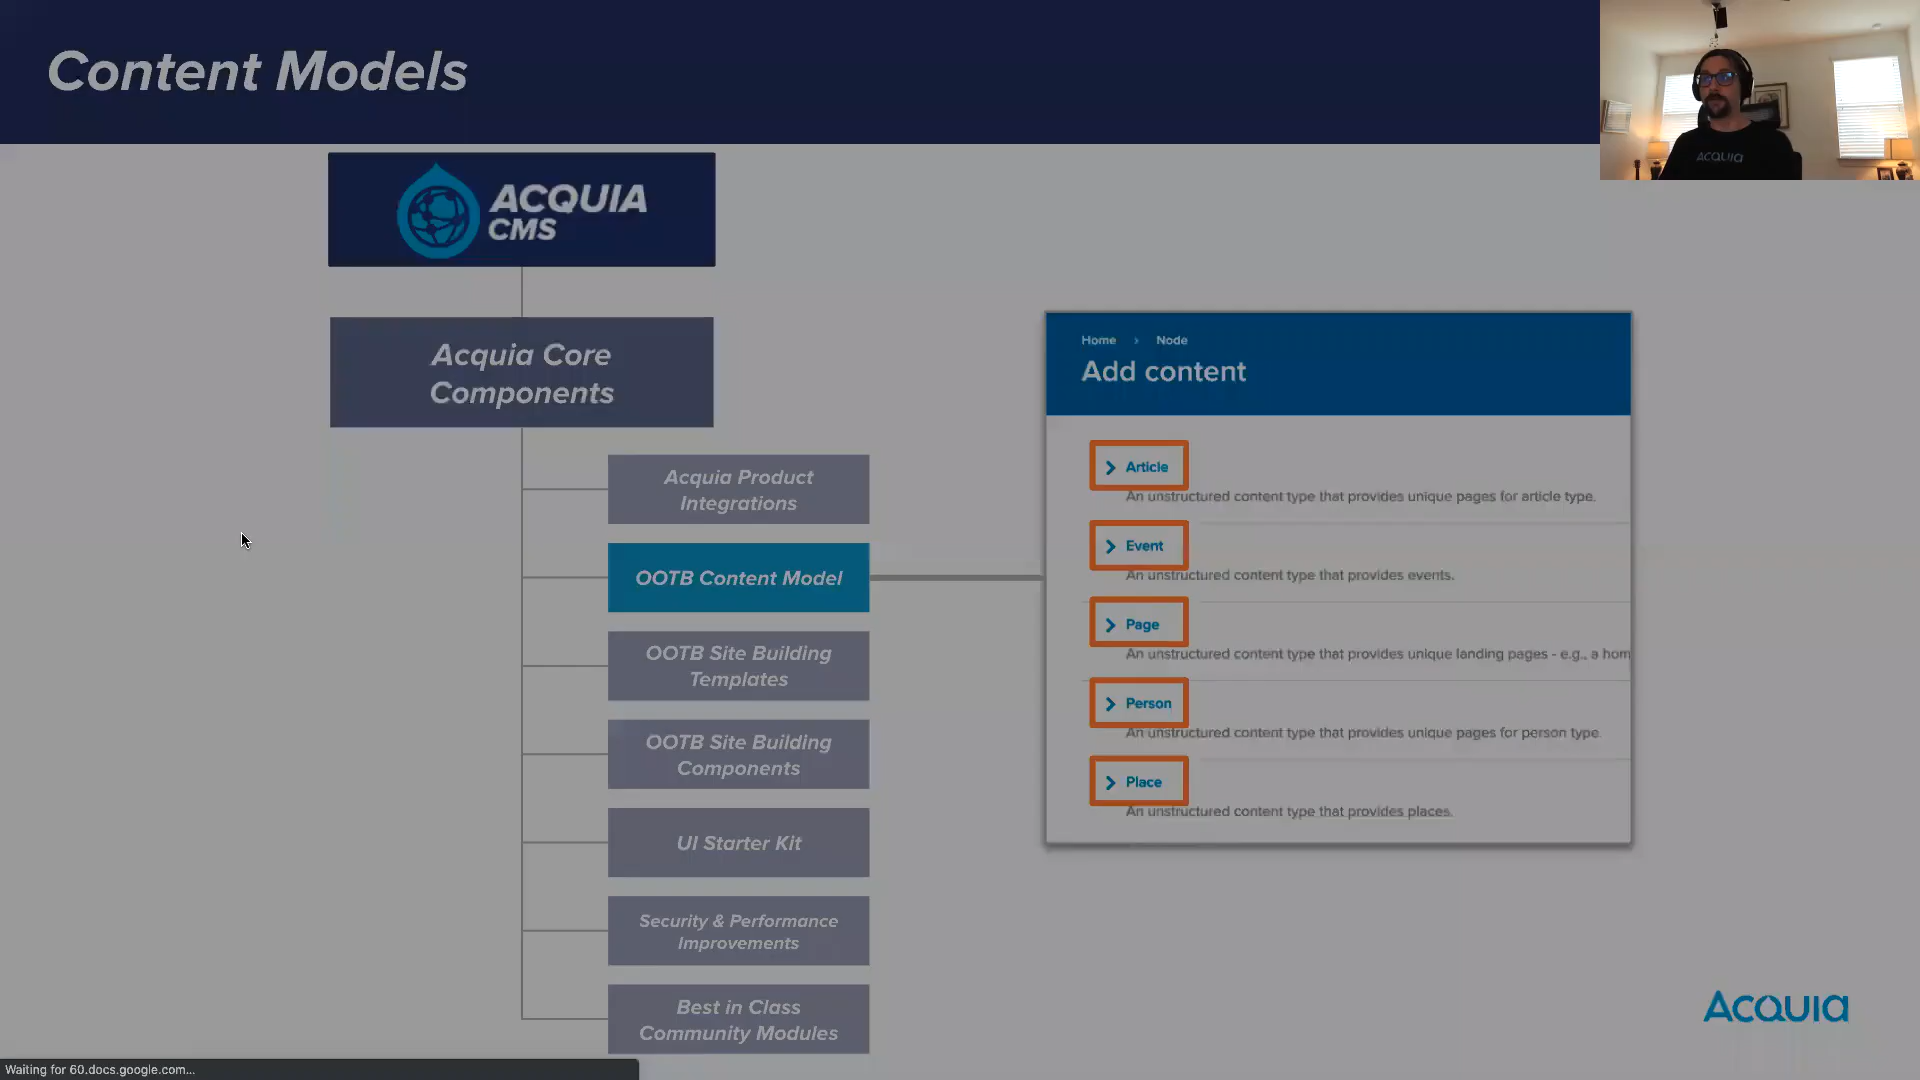 Content Models
ACQUIA
ACQUIA
CMS
Acquia Core
Components
Acquia Product
Integrations
OOTB Content Model
OOTB Site Building
Templates
OOTB Site Building
Components
UI Starter Kit
Security & Performance
Improvements
Best in Class
Community Modules
Home › Node
Add content
Article
An unstructured content type that provides unique pages for article type.
Event
An unstructured content type that provides events.
Page
An unstructured content type that provides unique landing pages - e.g., a hom
Person
An unstructured content type that provides unique pages for person type.
Place
An unstructured content type that provides places.
ACQUIA
Waiting for 60.docs.google.com...